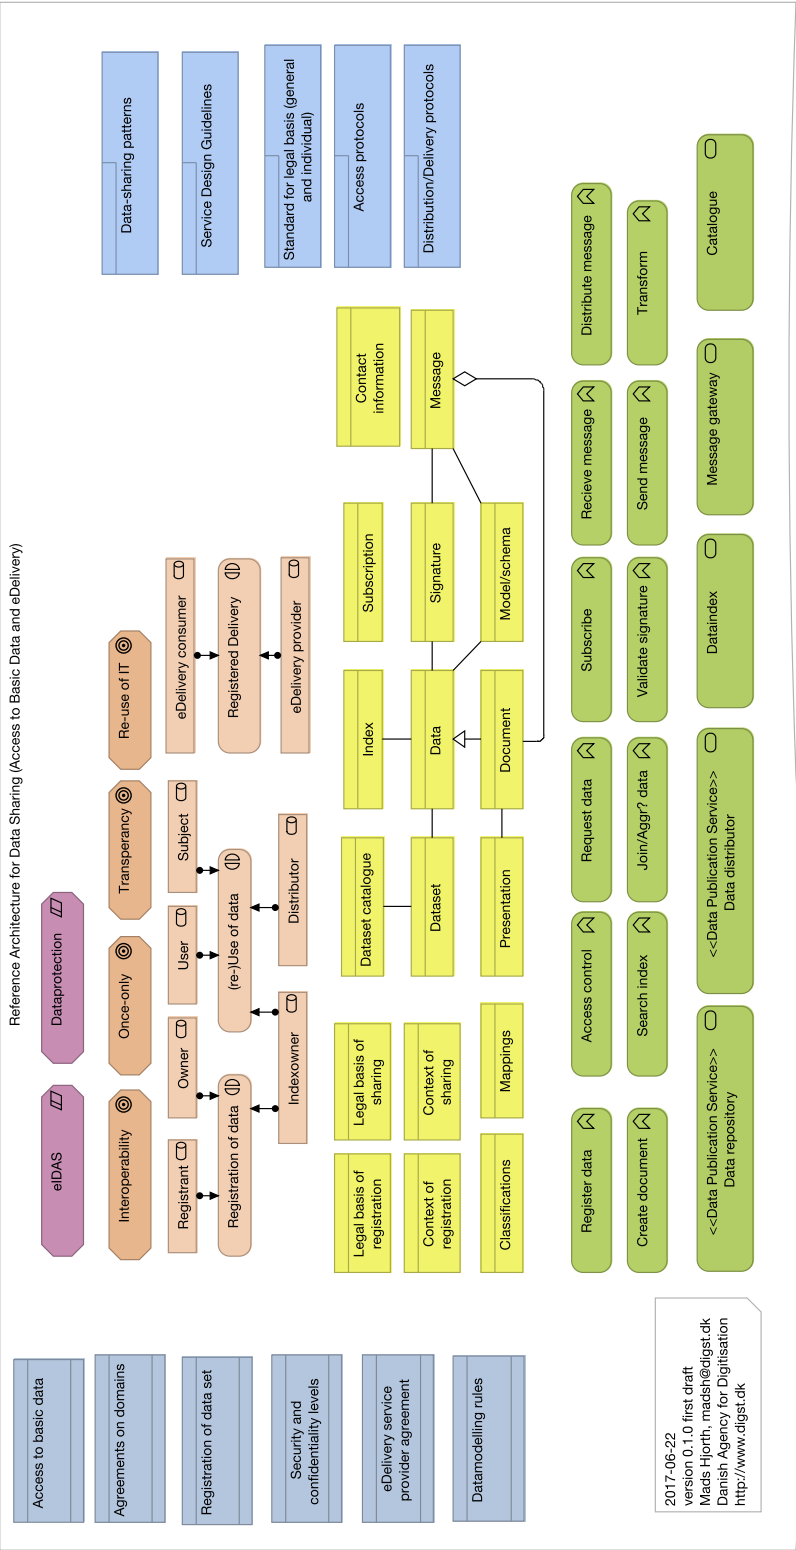 Reference Architecture for Data Sharing (Access to Basic Data and eDelivery)
Access to basic data
Agreements on domains
Registration of data set
Security and
confidentiality levels
eDelivery service
provider agreement
Datamodelling rules
eIDAS
Dataprotection
Interoperability
Once-only
Transperancy
Re-use of IT
Registrant
Owner
User
Subject
eDelivery consumer
Registration of data
(re-)Use of data
Registered Delivery
Indexowner
Distributor
eDelivery provider
Legal basis of
registration
Legal basis of
sharing
Dataset catalogue
Index
Subscription
Contact
information
Context of
registration
Context of
sharing
Dataset
Data
Signature
Message
Classifications
Mappings
Presentation
Document
Model/schema
Register data
Access control
Request data
Subscribe
Recieve message
Distribute message
Create document
Search index
Join/Aggr? data
Validate signature
Send message
Transform
<<Data Publication Service>>
Data repository
<<Data Publication Service>>
Data distributor
Dataindex
Message gateway
Catalogue
Data-sharing patterns
Service Design Guidelines
Standard for legal basis (general
and individual)
Access protocols
Distribution/Delivery protocols
2017-06-22
version 0.1.0 first draft
Mads Hjorth, madsh@digst.dk
Danish Agency for Digitisation
http://www.digst.dk